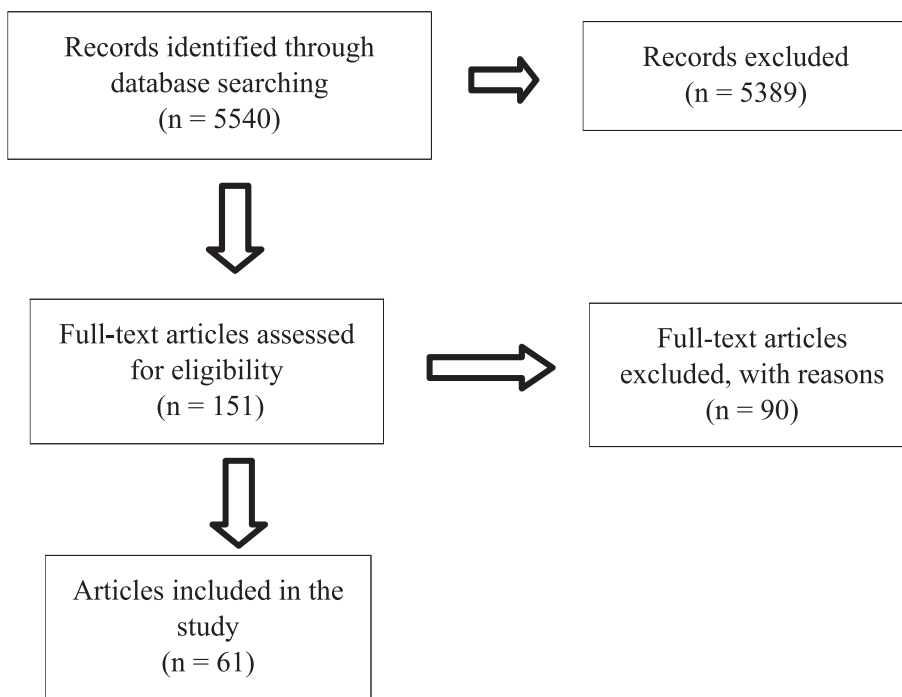 Records identified through
database searching
(n = 5540)
Records excluded
(n = 5389)
Full-text articles assessed
for eligibility
(n = 151)
Full-text articles
excluded, with reasons
(n = 90)
Articles included in the
study
(n = 61)